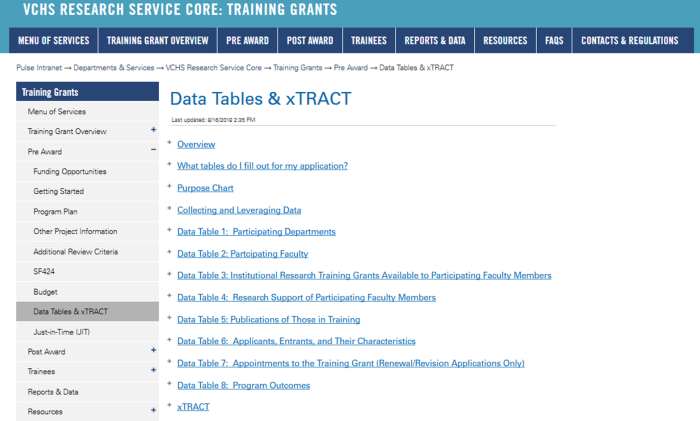 VCHS RESEARCH SERVICE CORE: TRAINING GRANTS
MENU OF SERVICES TRAINING GRANT OVERVIEW PRE AWARD POST AWARD TRAINEES REPORTS & DATA RESOURCES FAQS CONTACTS & REGULATIONS
Pulse Intranet → Departments & Services → VCHS Research Service Core → Training Grants → Pre Award → Data Tables & xTRACT
Training Grants
Menu of Services
Training Grant Overview +
Pre Award –
Funding Opportunities
Getting Started
Program Plan
Other Project Information
Additional Review Criteria
SF424
Budget
Data Tables & xTRACT
Just-in-Time (JIT)
Post Award +
Trainees +
Reports & Data
Resources +
Data Tables & xTRACT
Last updated: 8/16/2019 2:35 PM
+ Overview
+ What tables do I fill out for my application?
+ Purpose Chart
+ Collecting and Leveraging Data
+ Data Table 1: Participating Departments
+ Data Table 2: Partcipating Faculty
+ Data Table 3: Institutional Research Training Grants Available to Participating Faculty Members
+ Data Table 4: Research Support of Participating Faculty Members
+ Data Table 5: Publications of Those in Training
+ Data Table 6: Applicants, Entrants, and Their Characteristics
+ Data Table 7: Appointments to the Training Grant (Renewal/Revision Applications Only)
+ Data Table 8: Program Outcomes
+ xTRACT